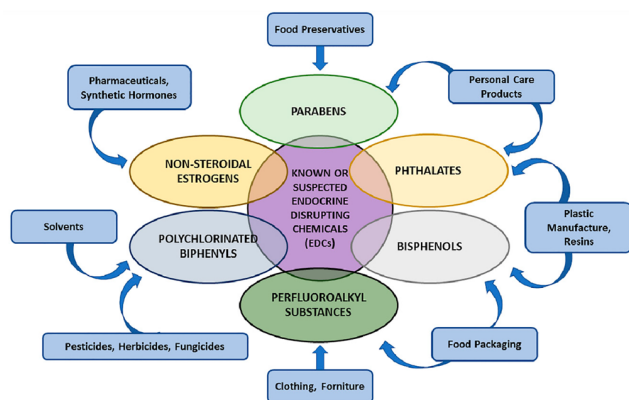 Food Preservatives
Pharmaceuticals,
Synthetic Hormones
Personal Care
Products
PARABENS
NON-STEROIDAL
ESTROGENS
KNOWN OR
SUSPECTED
ENDOCRINE
DISRUPTING
CHEMICALS
(EDCs)
PHTHALATES
Solvents
POLYCHLORINATED
BIPHENYLS
BISPHENOLS
Plastic
Manufacture,
Resins
PERFLUOROALKYL
SUBSTANCES
Pesticides, Herbicides, Fungicides
Food Packaging
Clothing, Forniture